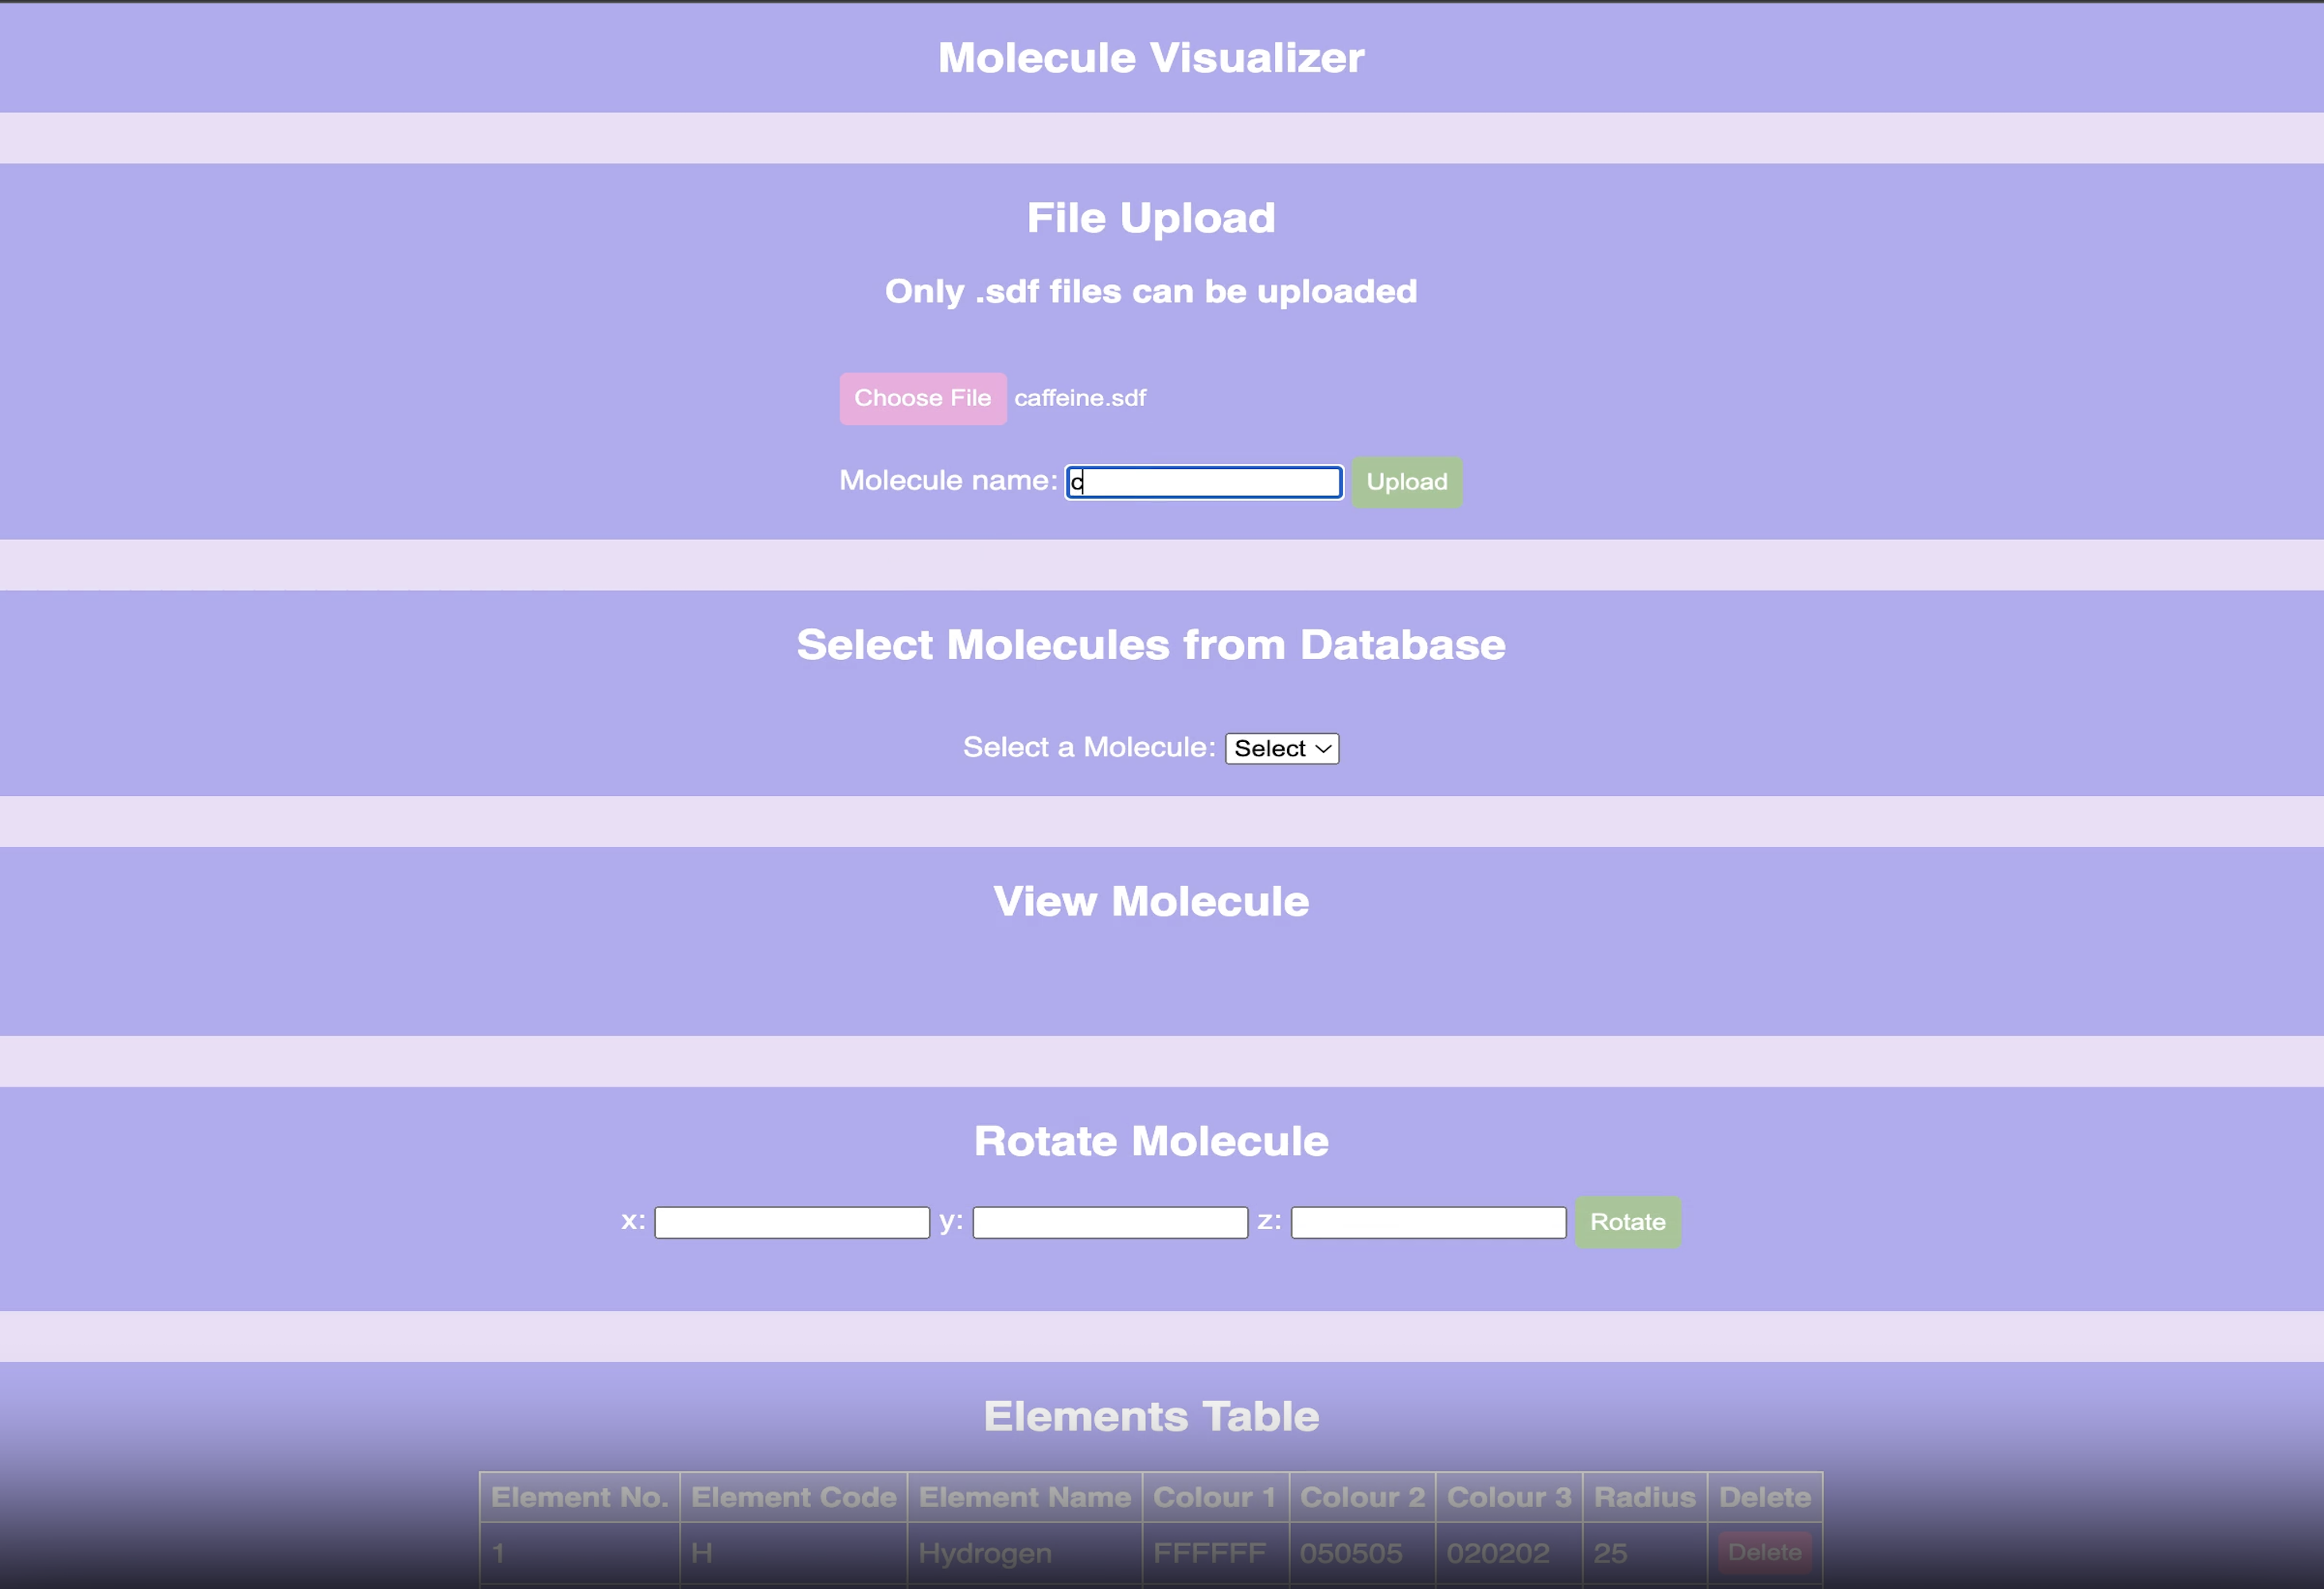 Molecule Visualizer
File Upload
Only .sdf files can be uploaded
Choose File caffeine.sdf
Molecule name: c Upload
Select Molecules from Database
Select a Molecule: Select
View Molecule
Rotate Molecule
x: y: z: Rotate
Elements Table
Element No. Element Code Element Name Colour 1 Colour 2 Colour 3 Radius Delete
1 H Hydrogen FFFFFF 050505 020202 25 Delete